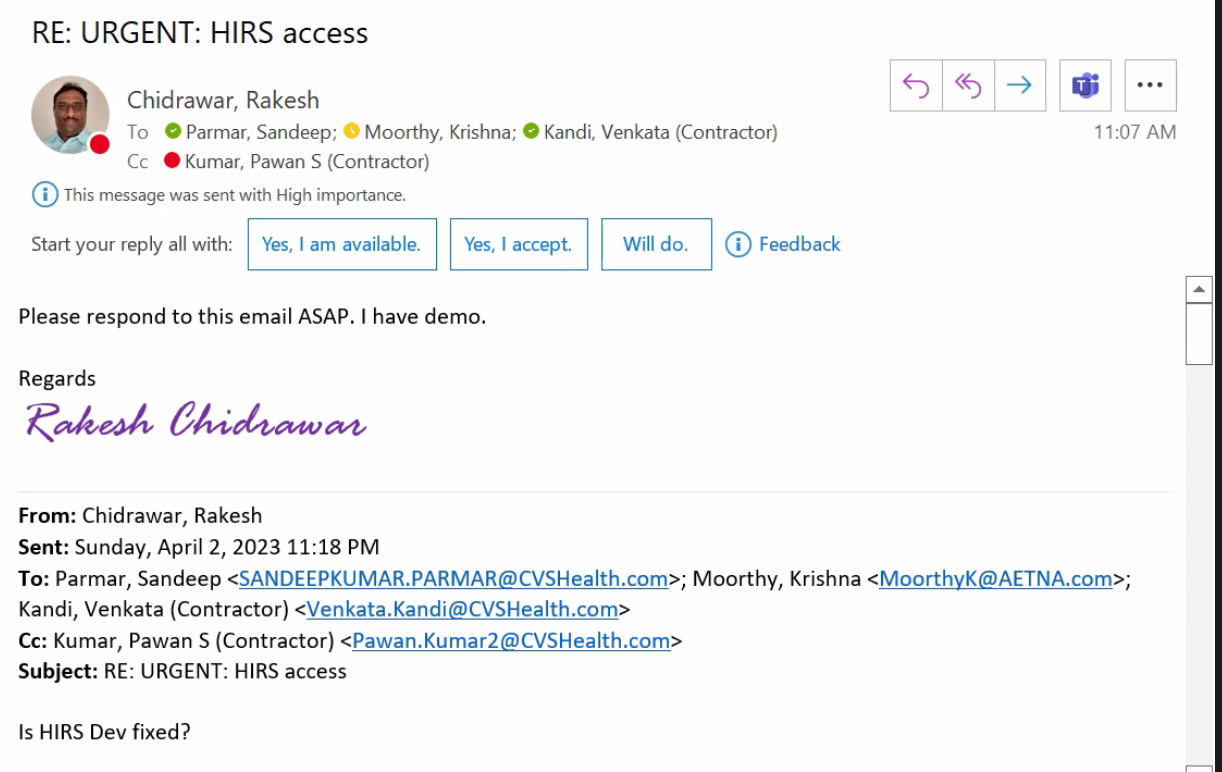 RE: URGENT: HIRS access
Chidrawar, Rakesh
To Parmar, Sandeep; Moorthy, Krishna; Kandi, Venkata (Contractor)
11:07 AM
Cc Kumar, Pawan S (Contractor)
This message was sent with High importance.
Start your reply all with: Yes, I am available. Yes, I accept. Will do. Feedback
Please respond to this email ASAP. I have demo.
Regards
Rakesh Chidrawar
From: Chidrawar, Rakesh
Sent: Sunday, April 2, 2023 11:18 PM
To: Parmar, Sandeep <SANDEEPKUMAR.PARMAR@CVSHealth.com>; Moorthy, Krishna <MoorthyK@AETNA.com>;
Kandi, Venkata (Contractor) <Venkata.Kandi@CVSHealth.com>
Cc: Kumar, Pawan S (Contractor) <Pawan.Kumar2@CVSHealth.com>
Subject: RE: URGENT: HIRS access
Is HIRS Dev fixed?